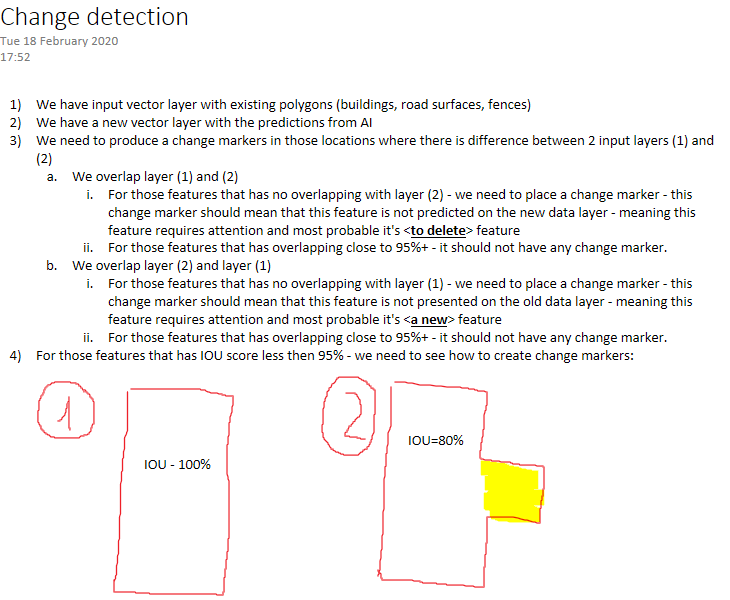 Change detection
Tue 18 February 2020
17:52
1) We have input vector layer with existing polygons (buildings, road surfaces, fences)
2) We have a new vector layer with the predictions from AI
3) We need to produce a change markers in those locations where there is difference between 2 input layers (1) and
(2)
a. We overlap layer (1) and (2)
i. For those features that has no overlapping with layer (2) - we need to place a change marker - this
change marker should mean that this feature is not predicted on the new data layer - meaning this
feature requires attention and most probable it's <to delete> feature
ii. For those features that has overlapping close to 95%+ - it should not have any change marker.
b. We overlap layer (2) and layer (1)
i. For those features that has no overlapping with layer (1) - we need to place a change marker - this
change marker should mean that this feature is not presented on the old data layer - meaning this
feature requires attention and most probable it's <a new> feature
ii. For those features that has overlapping close to 95%+ - it should not have any change marker.
4) For those features that has IOU score less then 95% - we need to see how to create change markers:
1
2
IOU=80%
IOU - 100%